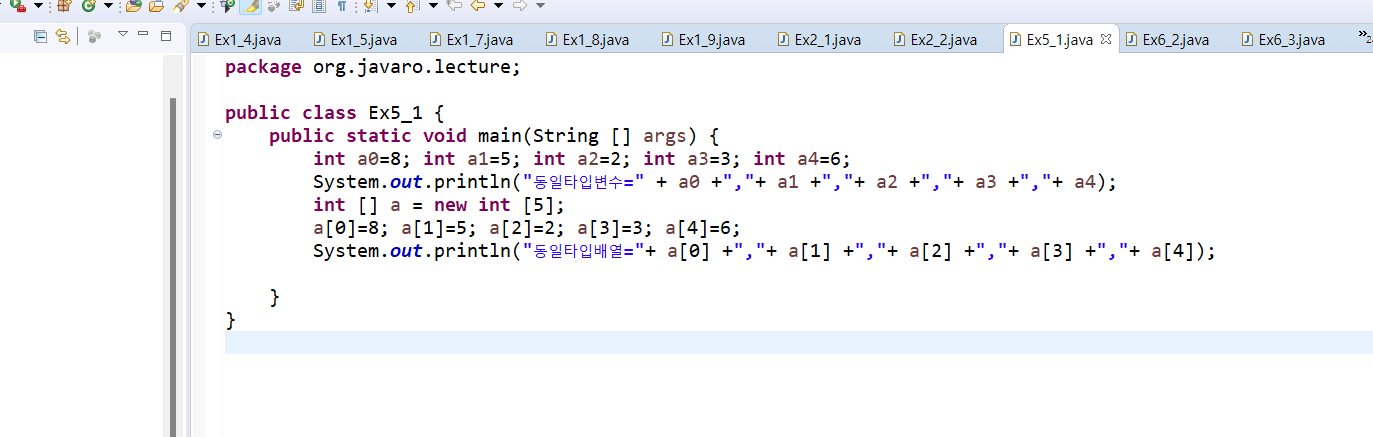 Ex1_4.java Ex1_5.java Ex1_7.java Ex1_8.java Ex1_9.java Ex2_1.java Ex2_2.java Ex5_1.java Ex6_2.java Ex6_3.java
package org.javaro.lecture;
public class Ex5_1 {
public static void main(String [] args) {
int a0=8; int a1=5; int a2=2; int a3=3; int a4=6;
System.out.println("동일타입변수=" + a0 +","+ a1 +","+ a2 +","+ a3 +","+ a4);
int [] a = new int [5];
a[0]=8; a[1]=5; a[2]=2; a[3]=3; a[4]=6;
System.out.println("동일타입배열="+ a[0] +","+ a[1] +","+ a[2] +","+ a[3] +","+ a[4]);
}
}